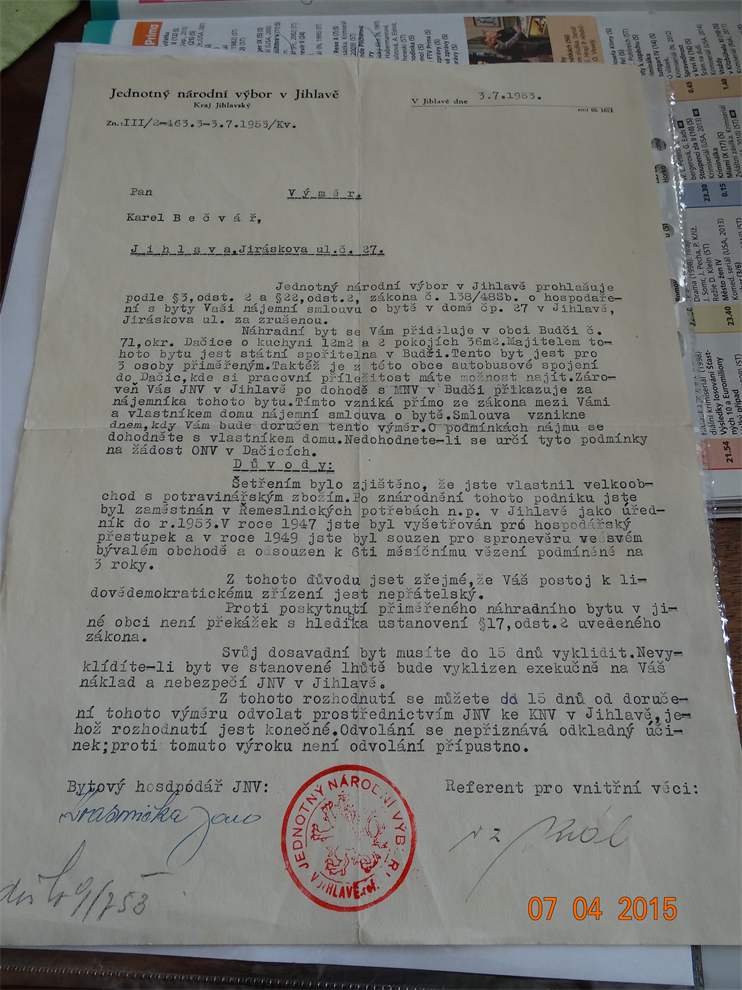 Jednotný národní výbor v Jihlavě
Kraj Jihlavský
V Jihlavě dne 3.7.1953.
Zn. III/2-463.3-3.7.1953/Kv.
Pan Výměr.
Karel B e č v á ř,
J i h l a v a,Jiráskova ul.č. 27.
Jednotný národní výbor v Jihlavě prohlašuje
podle §3,odst. 2 a §22,odst.2, zákona č. 138/48Sb. o hospodaře-
ní s byty Vaši nájemní smlouvu o bytě v domě čp. 27 v Jihlavě,
Jiráskova ul. za zrušenou.
Náhradní byt se Vám přiděluje v obci Budči č.
71,okr. Dačice o kuchyni 12m2 a 2 pokojích 36m2.Majitelem to-
hoto bytu jest státní spořitelna v Budči.Tento byt jest pro
3 osoby přiměřeným.Taktéž je z této obce autobusové spojení
do Dačic,kde si pracovní příležitost máte možnost najít.Záro-
veň Vás JNV v Jihlavě po dohodě s MNV v Budči přikazuje za
nájemníka tohoto bytu.Tímto vzniká přímo ze zákona mezi Vámi
a vlastníkem domu nájemní smlouva o bytě.Smlouva vznikne
dnem,kdy Vám bude doručen tento výměr.O podmínkách nájmu se
dohodněte s vlastníkem domu.Nedohodnete-li se určí tyto podmínky
na žádost ONV v Dačicích.
D ů v o d y:
Šetřením bylo zjištěno, že jste vlastnil velkoob-
chod s potravinářským zbožím.Po znárodnění tohoto podniku jste
byl zaměstnán v Řemeslnických potřebách n.p. v Jihlavě jako úřed-
ník do r.1953.V roce 1947 jste byl vyšetřován pro hospodářský
přestupek a v roce 1949 jste byl souzen pro spronevěru ve svém
bývalém obchodě a odsouzen k 6ti měsíčnímu vězení podmíněně na
3 roky.
Z tohoto důvodu jset zřejmé,že Váš postoj k li-
dovědemokratickému zřízení jest nepřátelský.
Proti poskytnutí přiměřeného náhradního bytu v ji-
né obci není překážek s hledika ustanovení §17,odst.2 uvedeného
zákona.
Svůj dosavadní byt musíte do 15 dnů vyklidit.Nevy-
klidíte-li byt ve stanovené lhůtě bude vyklizen exekučně na Váš
náklad a nebezpečí JNV v Jihlavě.
Z tohoto rozhodnutí se můžete do 15 dnů od doruče-
ní tohoto výměru odvolat prostřednictvím JNV ke KNV v Jihlavě,je-
hož rozhodnutí jest konečné.Odvolání se nepřiznává odkladný úči-
nek;proti tomuto výroku není odvolání přípustno.
Bytový hosdpódář JNV: Referent pro vnitřní věci:
JEDNOTNÝ NÁRODNÍ VÝBOR
V JIHLAVĚ
07 04 2015